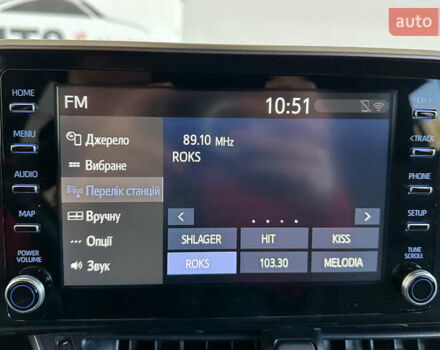 auto
HOME
MENU
AUDIO
MAP
POWER
VOLUME
FM
10:51
Джерело
Вибране
Перелік станцій
Вручну
Опції
Звук
89.10 MHz
ROKS
< >
SHLAGER HIT KISS
ROKS 103.30 MELODIA
CH >
< TRACK
PHONE
SETUP
TUNE
SCROLL